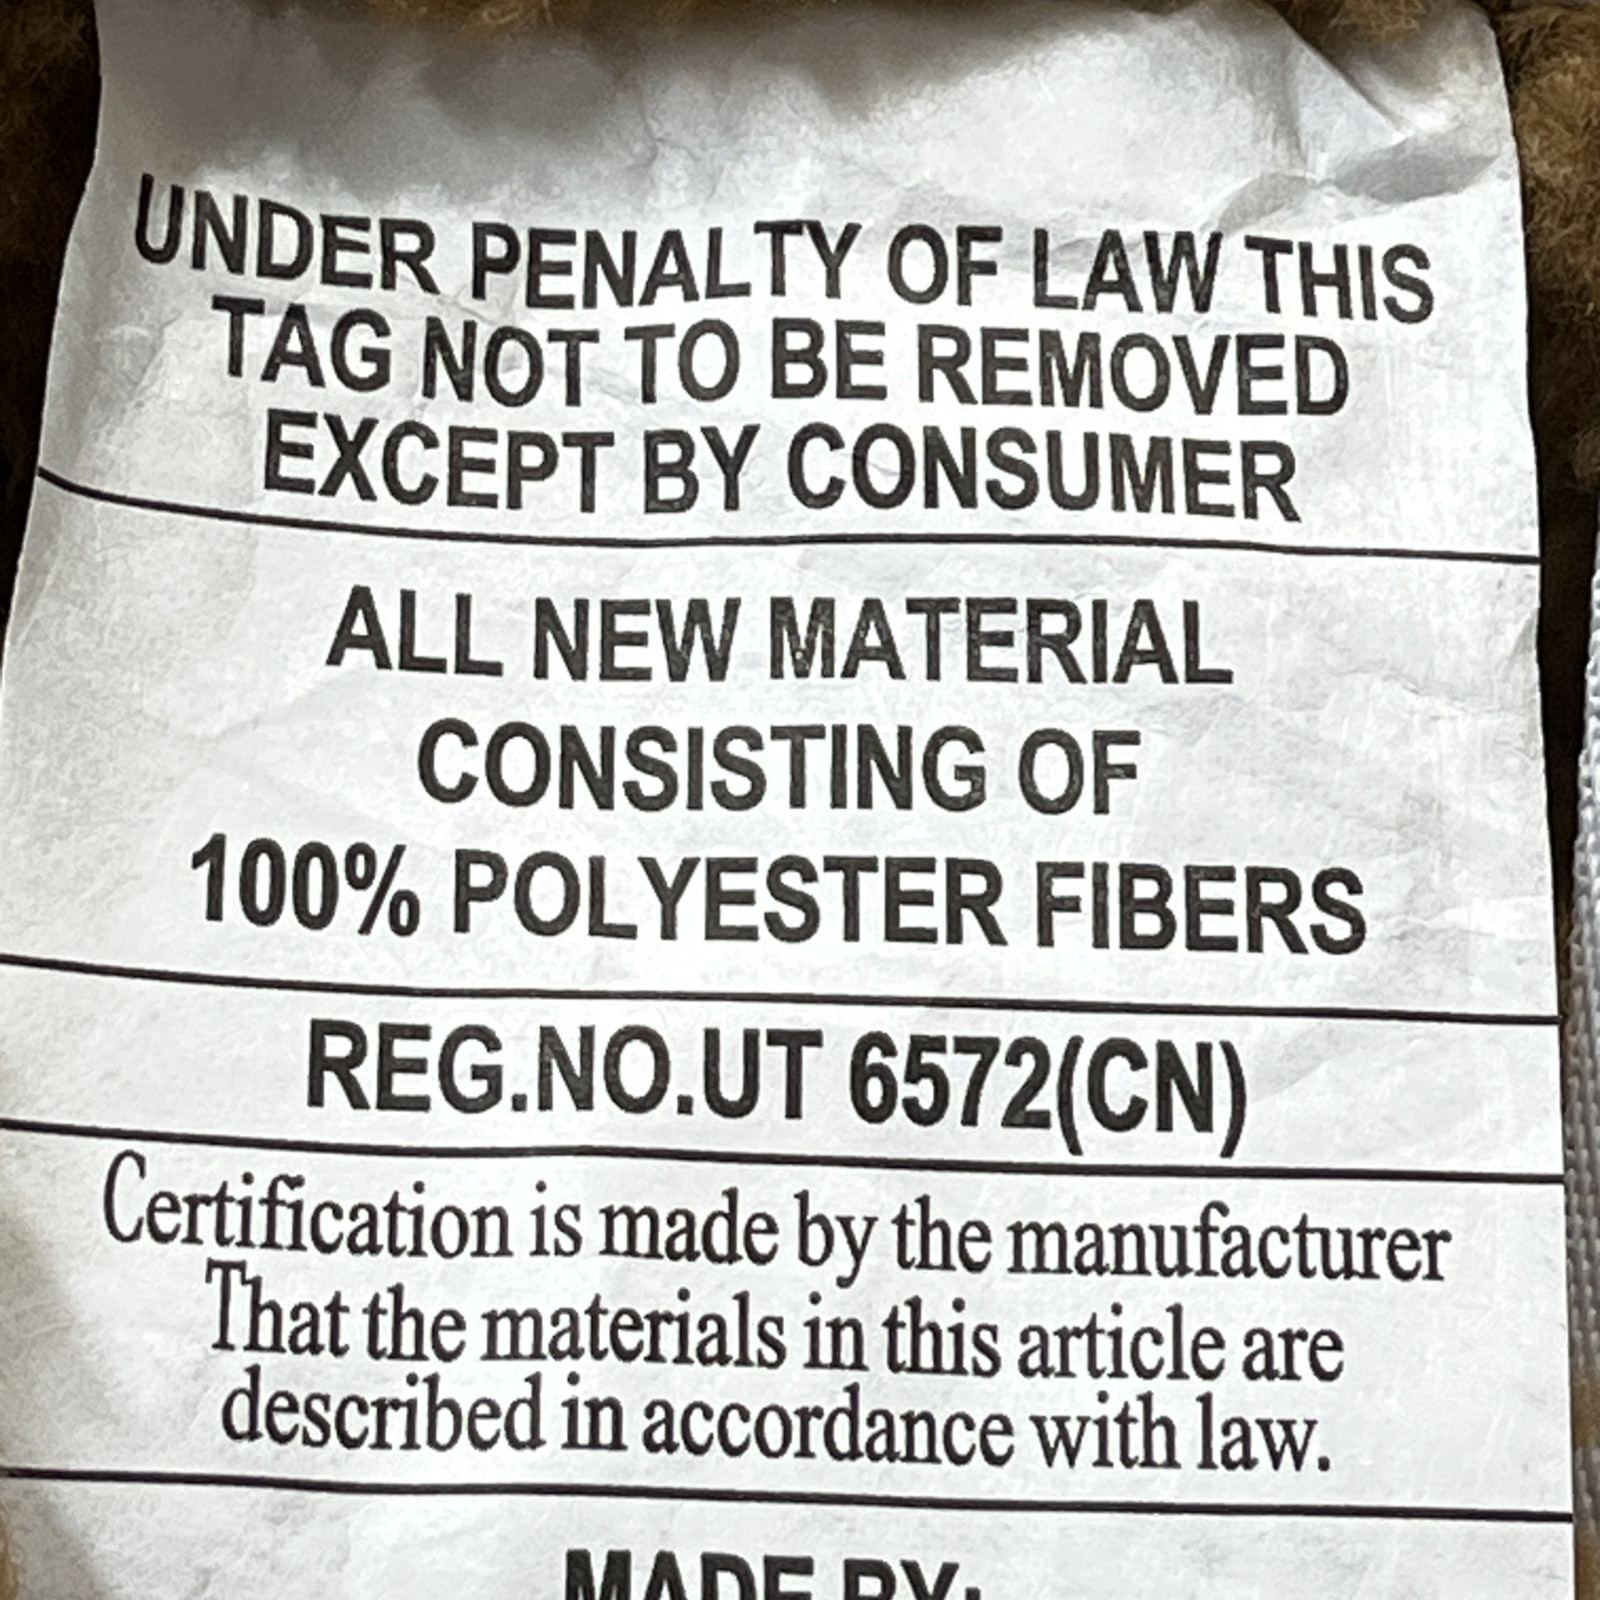 UNDER PENALTY OF LAW THIS
TAG NOT TO BE REMOVED
EXCEPT BY CONSUMER
ALL NEW MATERIAL
CONSISTING OF
100% POLYESTER FIBERS
REG.NO.UT 6572(CN)
Certification is made by the manufacturer
That the materials in this article are
described in accordance with law.
MADE BY: